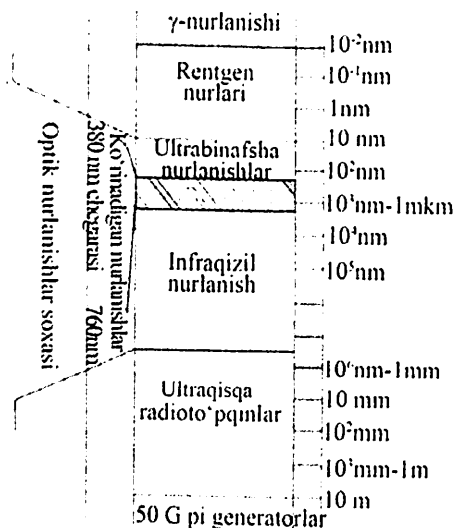 γ-nurlanishi
10⁻²nm
Rentgen
nurlari
10⁻¹nm
1nm
10 nm
Ultrabinafsha
nurlanishlar
10²nm
10³nm-1mkm
10⁴nm
10⁵nm
Infraqizil
nurlanish
10⁶nm-1mm
Ultraqisqa
radioto‘pqinlar
10 mm
10²mm
10³mm-1m
10 m
50 G pi generatorlar
Optik nurlanishlar soxasi
380 nm chegarasi 760nm
Ko‘rinadigan nurlanishlar